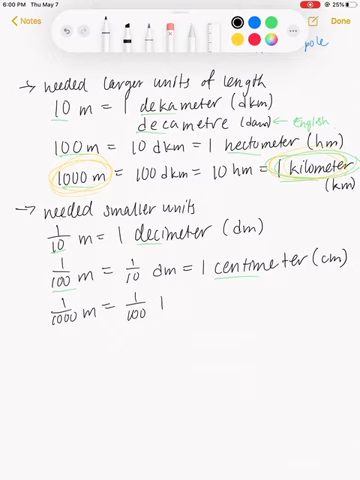 6:00 PM Thu May 7
Notes
Done
pole
→ needed larger units of length
10 m = 1 dekameter (dkm)
decametre (dam) ← English
100 m = 10 dkm = 1 hectometer (hm)
1000 m = 100 dkm = 10 hm = 1 kilometer (km)
→ needed smaller units
1/10 m = 1 decimeter (dm)
1/100 m = 1/10 dm = 1 centimeter (cm)
1/1000 m = 1/100 1